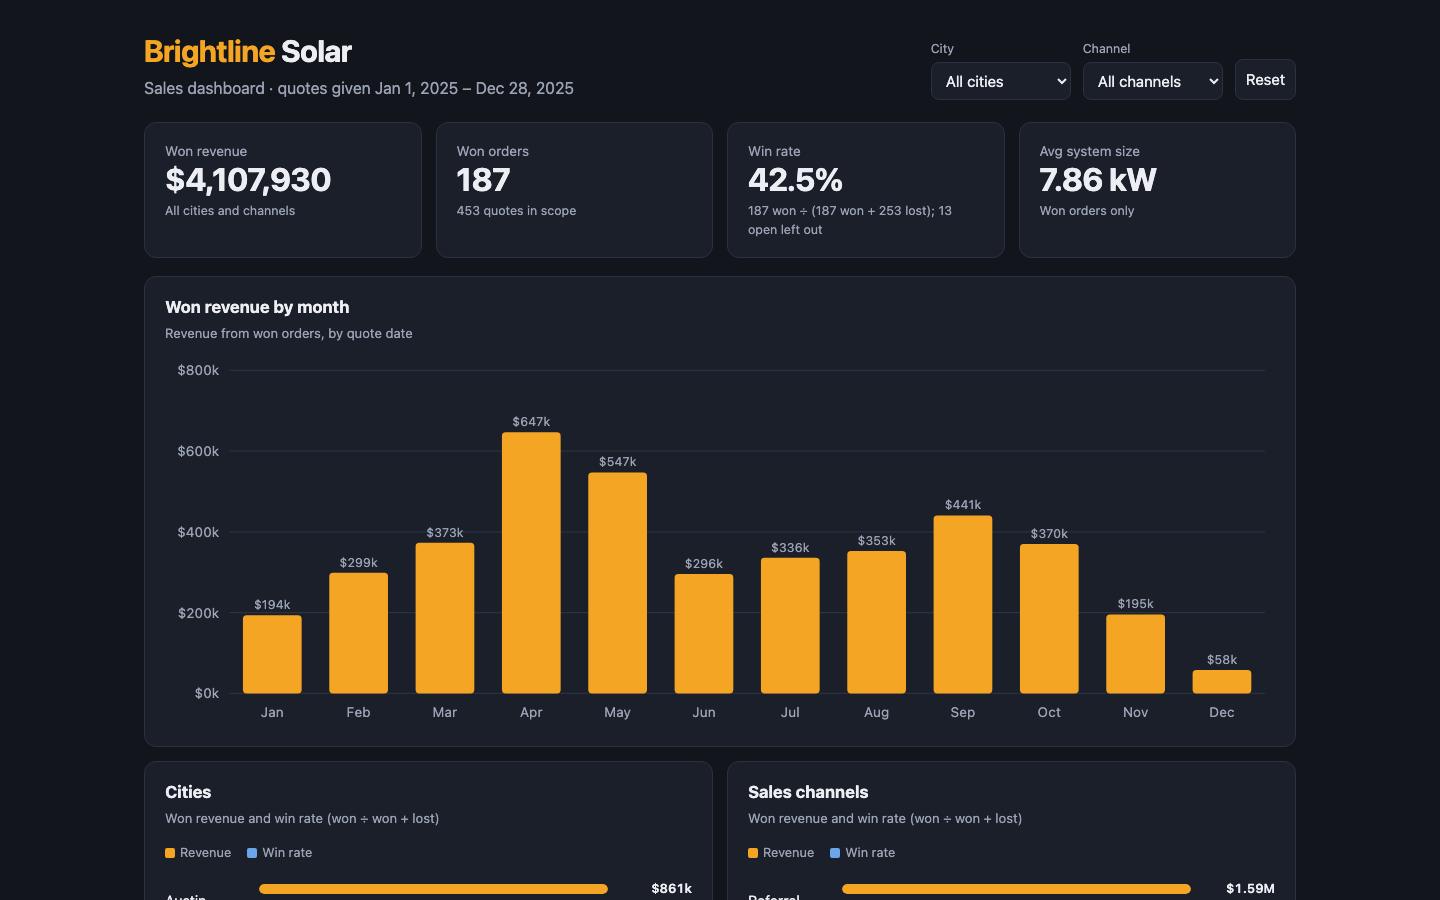 Brightline Solar
Sales dashboard · quotes given Jan 1, 2025 – Dec 28, 2025
City
All cities
Channel
All channels
Reset
Won revenue
$4,107,930
All cities and channels
Won orders
187
453 quotes in scope
Win rate
42.5%
187 won ÷ (187 won + 253 lost); 13
open left out
Avg system size
7.86 kW
Won orders only
Won revenue by month
Revenue from won orders, by quote date
$800k
$600k
$400k
$200k
$0k
$194k
$299k
$373k
$647k
$547k
$296k
$336k
$353k
$441k
$370k
$195k
$58k
Jan
Feb
Mar
Apr
May
Jun
Jul
Aug
Sep
Oct
Nov
Dec
Cities
Won revenue and win rate (won ÷ won + lost)
Revenue
Win rate
Austin
$861k
Sales channels
Won revenue and win rate (won ÷ won + lost)
Revenue
Win rate
Referral
$1.59M